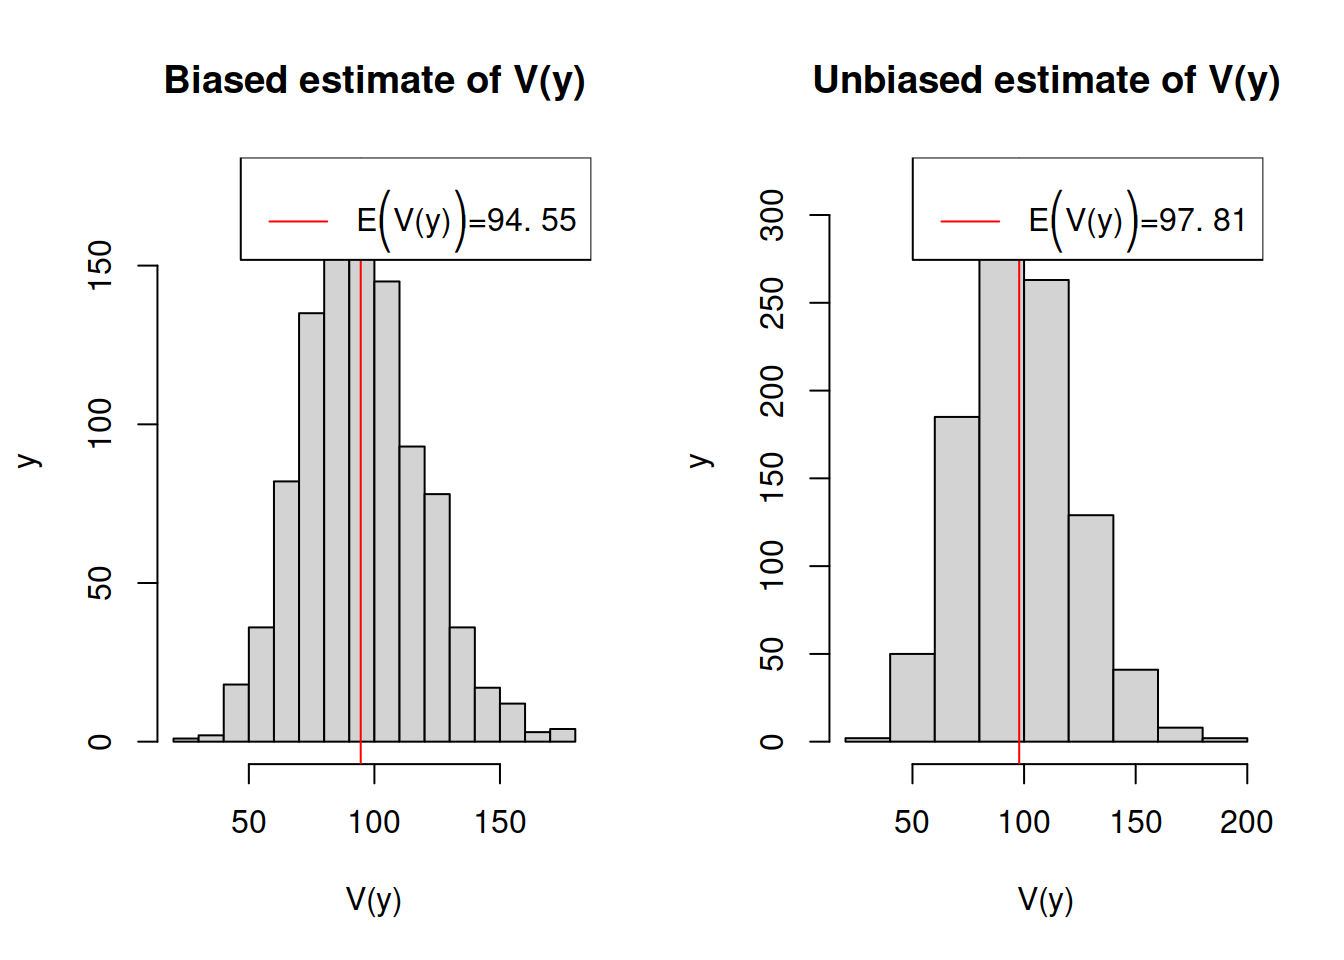 Biased estimate of V(y)
E(V(y))=94. 55
150
100
50
0
y
50 100 150
V(y)
Unbiased estimate of V(y)
E(V(y))=97. 81
300
250
200
150
100
50
0
y
50 100 150 200
V(y)